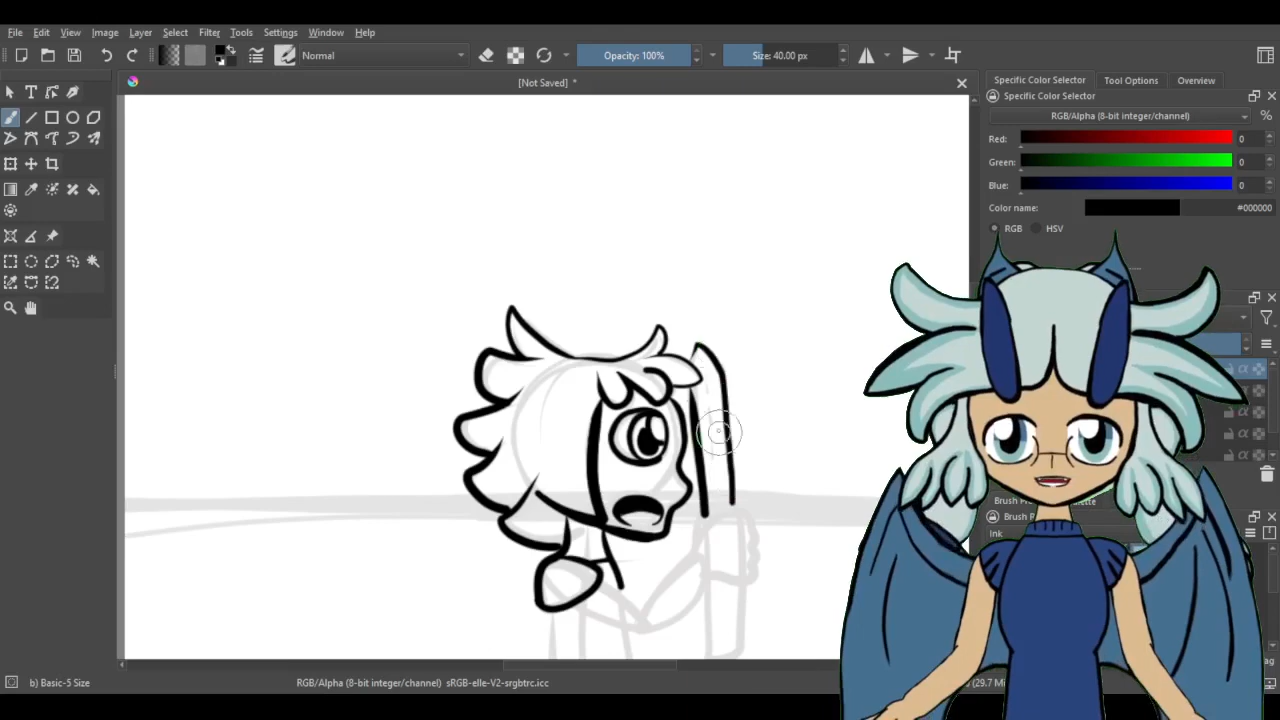 File Edit View Image Layer Select Filter Tools Settings Window Help
Normal Opacity: 100% Size: 40.00 px
[Not Saved] *
Specific Color Selector Tool Options Overview
Specific Color Selector
RGB/Alpha (8-bit integer/channel) %
Red: 0
Green: 0
Blue: 0
Color name: #000000
RGB HSV
Ink
b) Basic-5 Size RGB/Alpha (8-bit integer/channel) sRGB-elle-V2-srgbtrc.icc